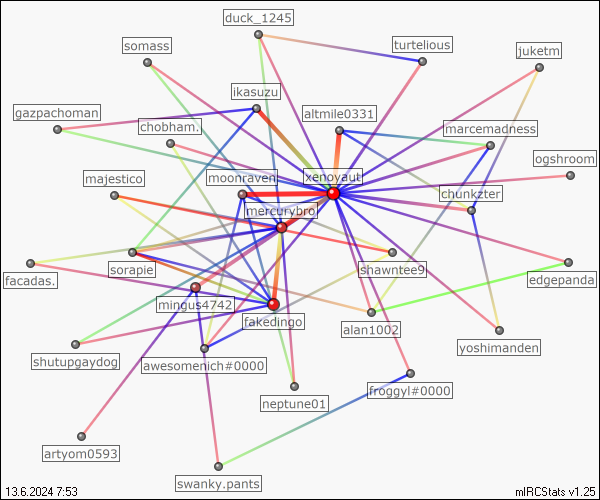 duck_1245
somass
turtelious
juketm
ikasuzu
altmile0331
gazpachoman
chobham.
marcemadness
ogshroom
moonraven
xenoyaut
majestico
chunkzter
mercurybro
facadas.
sorapie
shawntee9
edgepanda
mingus4742
fakedingo
alan1002
yoshimanden
shutupgaydog
awesomenich#0000
neptune01
froggyl#0000
artyom0593
swanky.pants
13.6.2024 7:53
mIRCStats v1.25